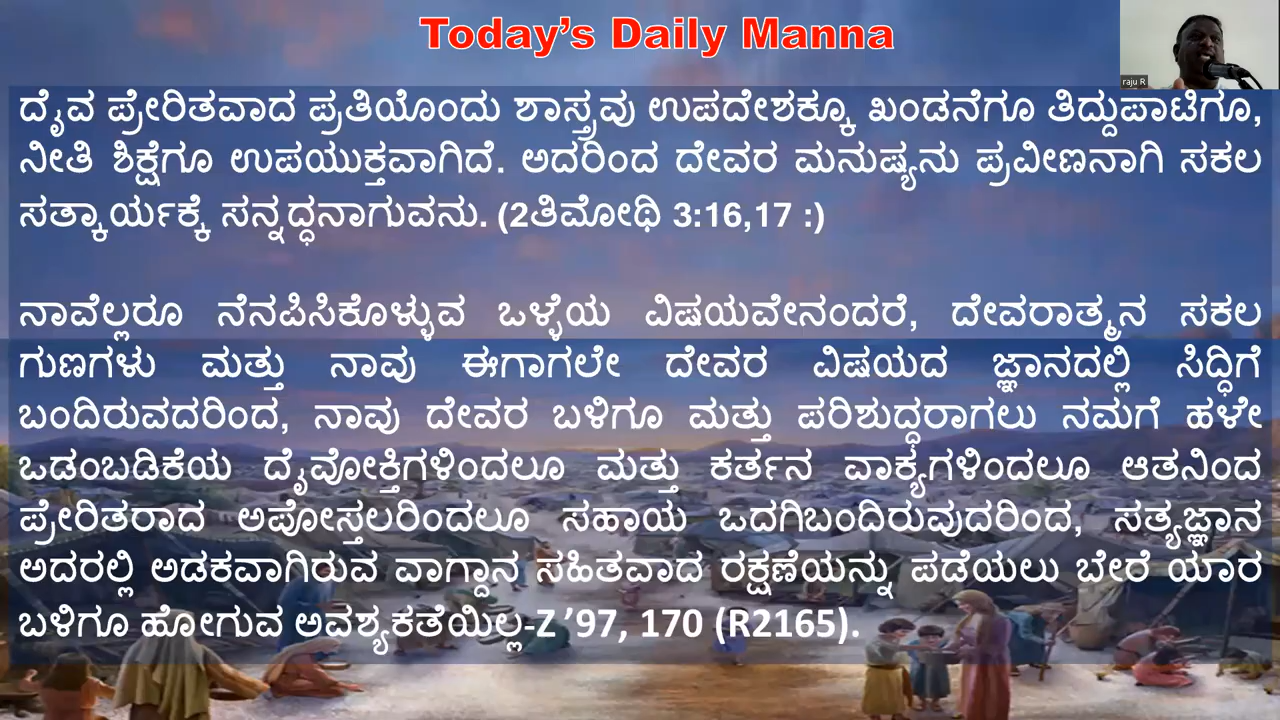 Today's Daily Manna
raju R
ದೈವ ಪ್ರೇರಿತವಾದ ಪ್ರತಿಯೊಂದು ಶಾಸ್ತ್ರವು ಉಪದೇಶಕ್ಕೂ ಖಂಡನೆಗೂ ತಿದ್ದುಪಾಟಿಗೂ,
ನೀತಿ ಶಿಕ್ಷೆಗೂ ಉಪಯುಕ್ತವಾಗಿದೆ. ಅದರಿಂದ ದೇವರ ಮನುಷ್ಯನು ಪ್ರವೀಣನಾಗಿ ಸಕಲ
ಸತ್ಕಾರ್ಯಕ್ಕೆ ಸನ್ನದ್ಧನಾಗುವನು. (2ತಿಮೋಥಿ 3:16,17 :)
ನಾವೆಲ್ಲರೂ ನೆನಪಿಸಿಕೊಳ್ಳುವ ಒಳ್ಳೆಯ ವಿಷಯವೇನಂದರೆ, ದೇವರಾತ್ಮನ ಸಕಲ
ಗುಣಗಳು ಮತ್ತು ನಾವು ಈಗಾಗಲೇ ದೇವರ ವಿಷಯದ ಜ್ಞಾನದಲ್ಲಿ ಸಿದ್ಧಿಗೆ
ಬಂದಿರುವದರಿಂದ, ನಾವು ದೇವರ ಬಳಿಗೂ ಮತ್ತು ಪರಿಶುದ್ಧರಾಗಲು ನಮಗೆ ಹಳೇ
ಒಡಂಬಡಿಕೆಯ ದೈವೋಕ್ತಿಗಳಿಂದಲೂ ಮತ್ತು ಕರ್ತನ ವಾಕ್ಯಗಳಿಂದಲೂ ಆತನಿಂದ
ಪ್ರೇರಿತರಾದ ಅಪೋಸ್ತಲರಿಂದಲೂ ಸಹಾಯ ಒದಗಿಬಂದಿರುವುದರಿಂದ, ಸತ್ಯಜ್ಞಾನ
ಅದರಲ್ಲಿ ಅಡಕವಾಗಿರುವ ವಾಗ್ದಾನ ಸಹಿತವಾದ ರಕ್ಷಣೆಯನ್ನು ಪಡೆಯಲು ಬೇರೆ ಯಾರ
ಬಳಿಗೂ ಹೋಗುವ ಅವಶ್ಯಕತೆಯಿಲ್ಲ-Z '97, 170 (R2165).